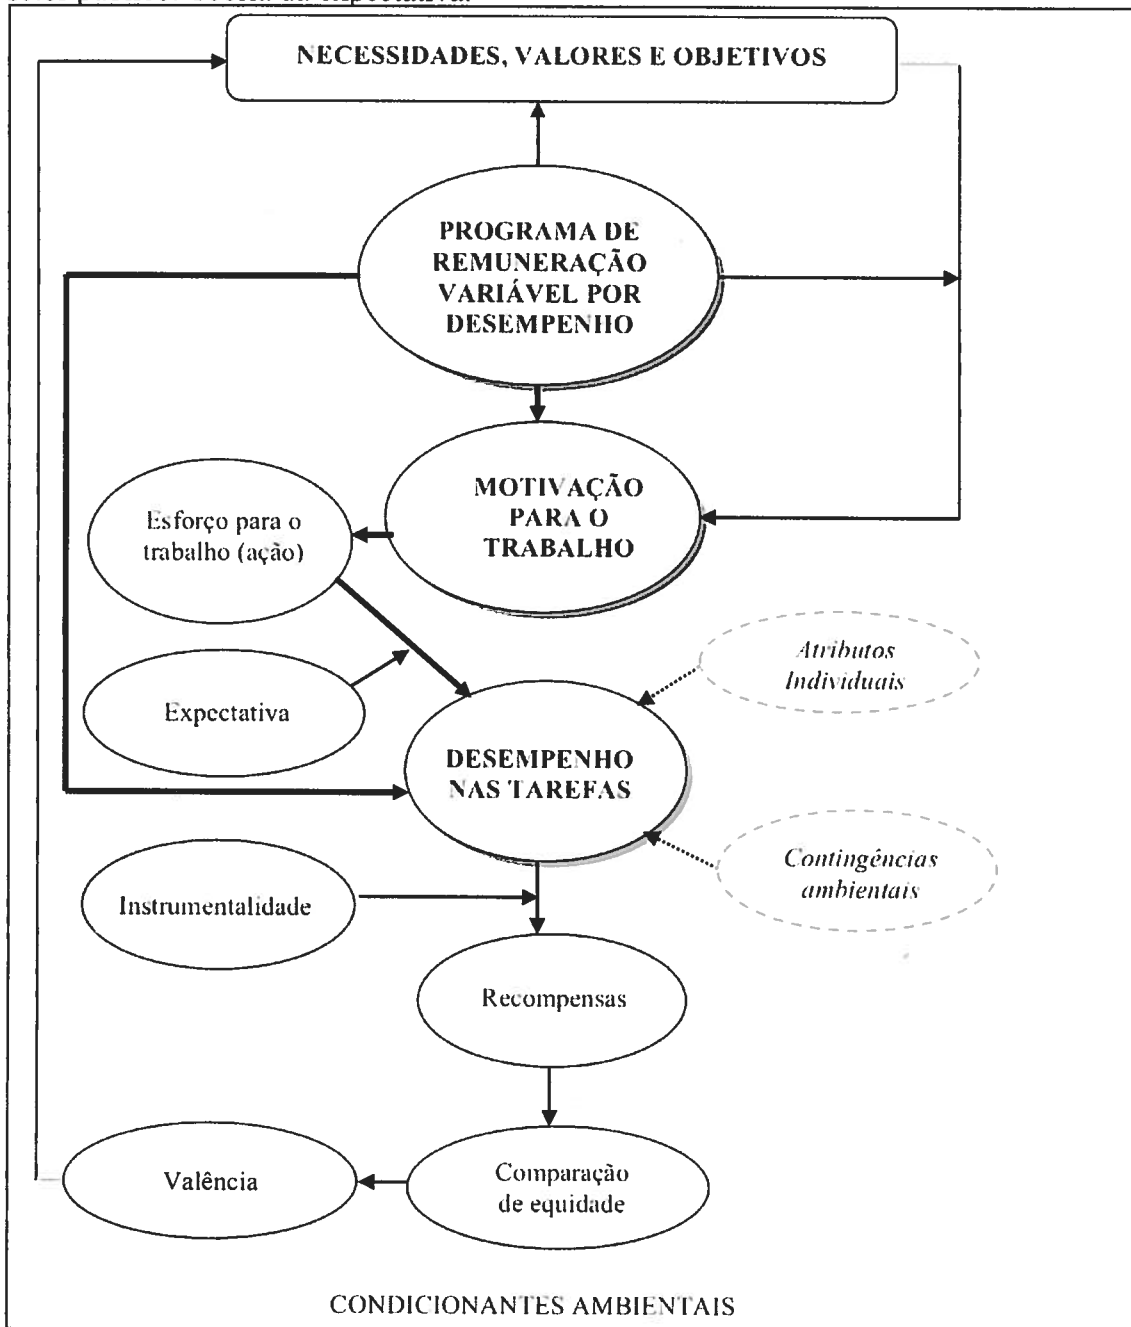 NECESSIDADES, VALORES E OBJETIVOS
PROGRAMA DE
REMUNERAÇÃO
VARIÁVEL POR
DESEMPENHO
MOTIVAÇÃO
PARA O
TRABALHO
Esforço para o
trabalho (ação)
Atributos
Individuais
Expectativa
DESEMPENHO
NAS TAREFAS
Contingências
ambientais
Instrumentalidade
Recompensas
Valência
Comparação
de equidade
CONDICIONANTES AMBIENTAIS